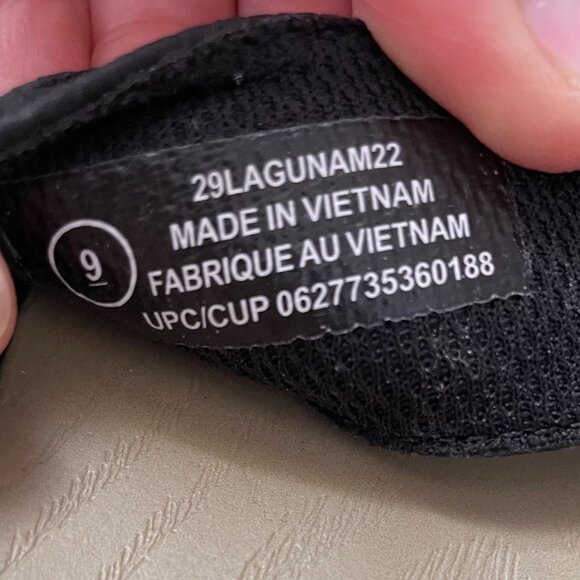 9
29LAGUNAM22
MADE IN VIETNAM
FABRIQUE AU VIETNAM
UPC/CUP 0627735360188